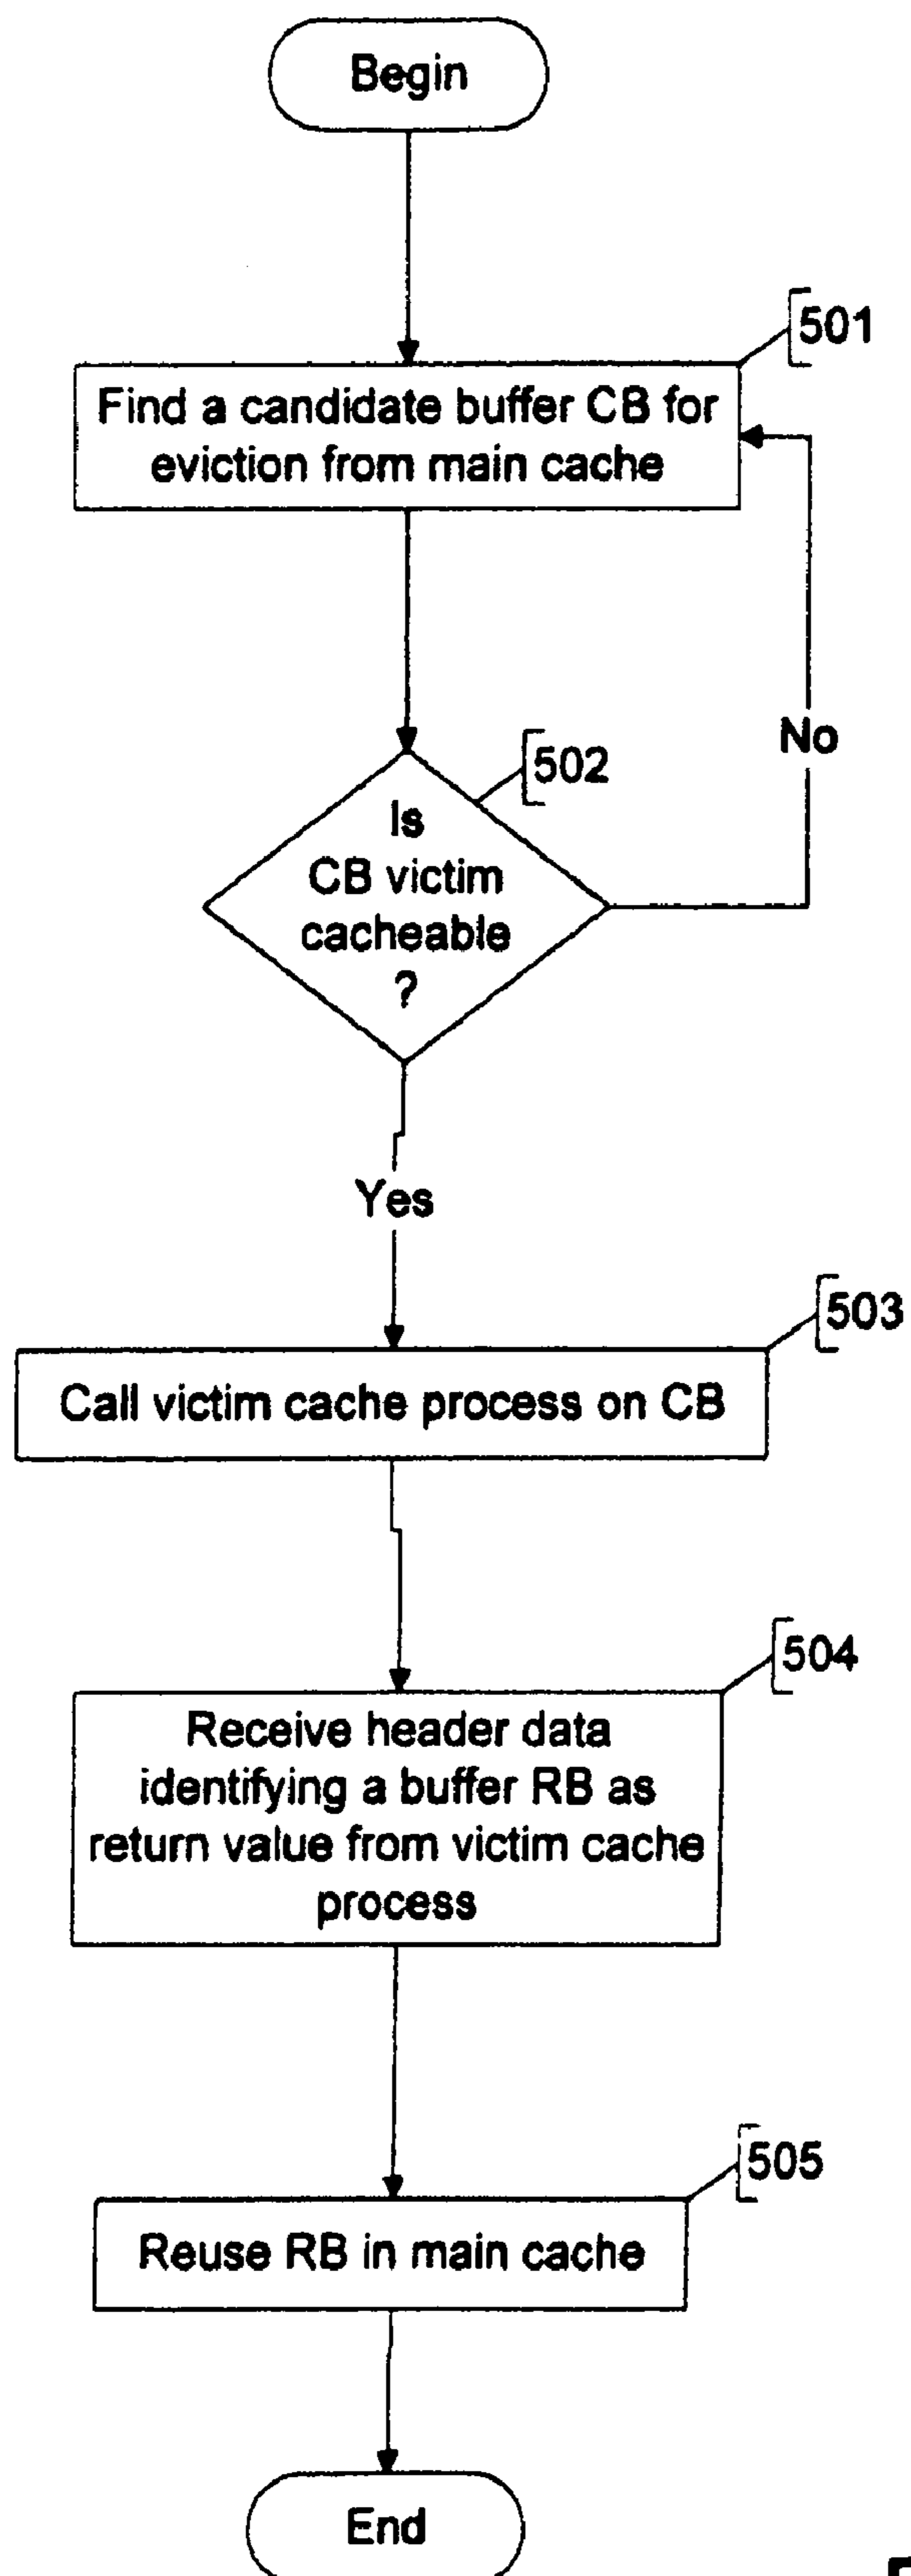 Begin
501
Find a candidate buffer CB for
eviction from main cache
502
No
Is
CB victim
cacheable
?
Yes
503
Call victim cache process on CB
504
Receive header data
identifying a buffer RB as
return value from victim cache
process
505
Reuse RB in main cache
End